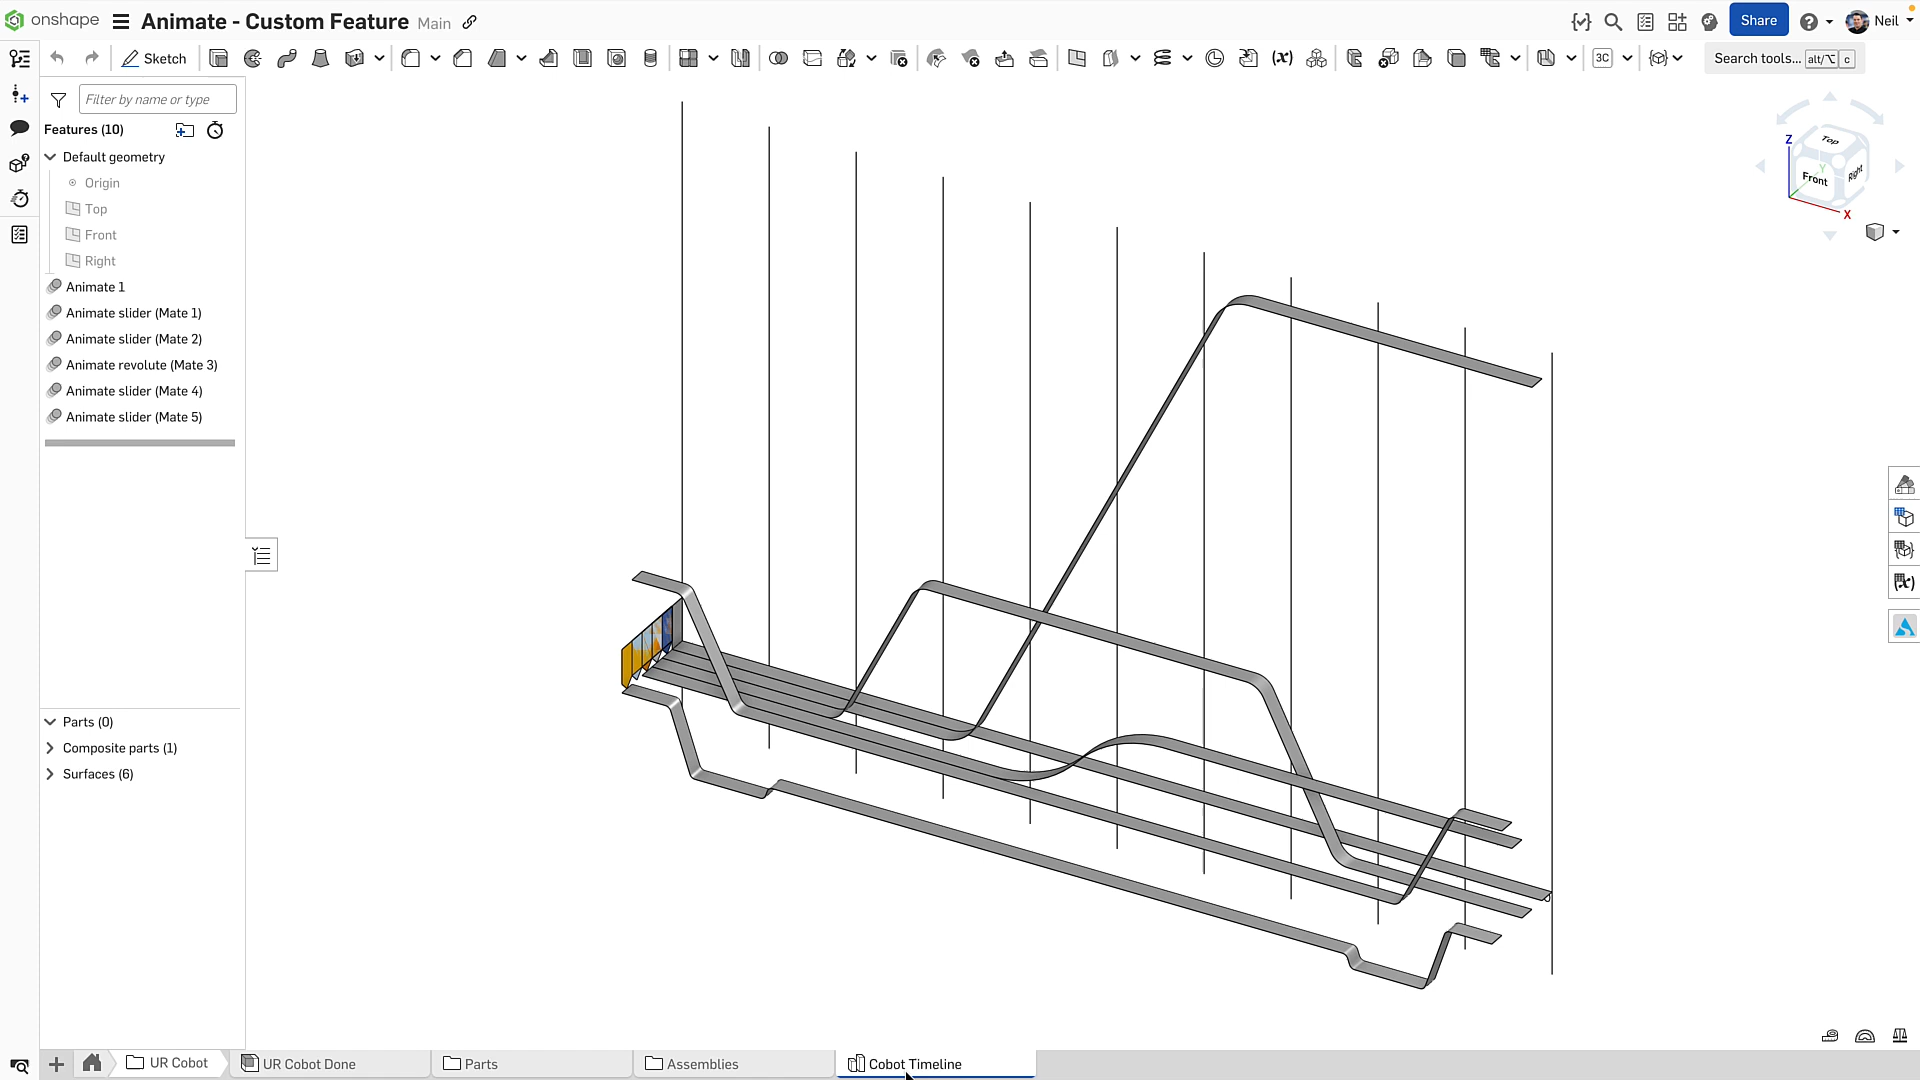 onshape Animate - Custom Feature Main Share Neil
Sketch 3C Search tools... alt/⌥ c
Filter by name or type
Features (10)
Default geometry
Origin
Top
Front
Right
Animate 1
Animate slider (Mate 1)
Animate slider (Mate 2)
Animate revolute (Mate 3)
Animate slider (Mate 4)
Animate slider (Mate 5)
Parts (0)
Composite parts (1)
Surfaces (6)
Z
Top
Y
Front
Right
X
UR Cobot UR Cobot Done Parts Assemblies Cobot Timeline